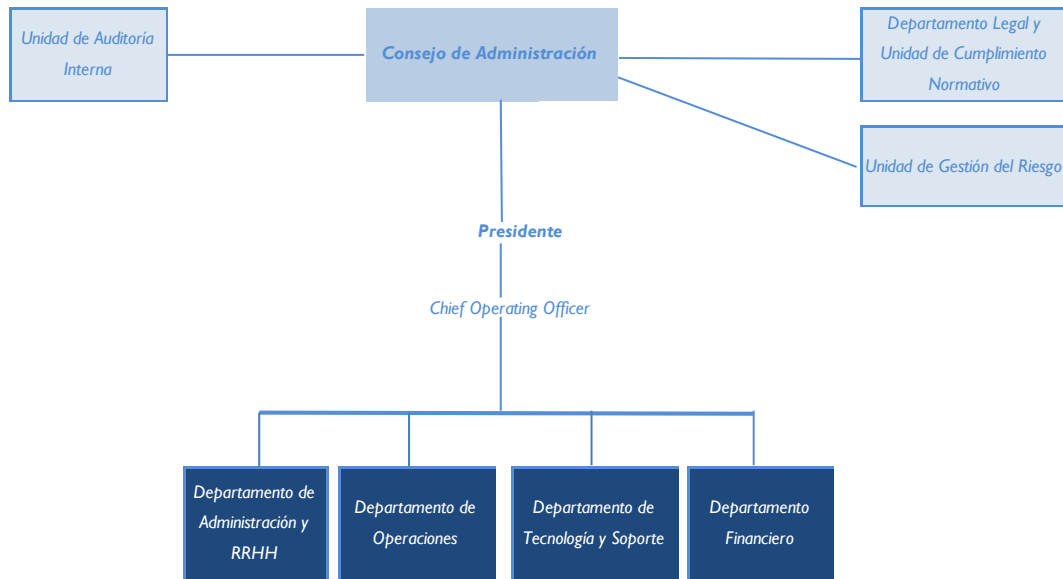 Unidad de Auditoría
Interna
Consejo de Administración
Departamento Legal y
Unidad de Cumplimiento
Normativo
Unidad de Gestión del Riesgo
Presidente
Chief Operating Officer
Departamento de
Administración y
RRHH
Departamento de
Operaciones
Departamento de
Tecnología y Soporte
Departamento
Financiero